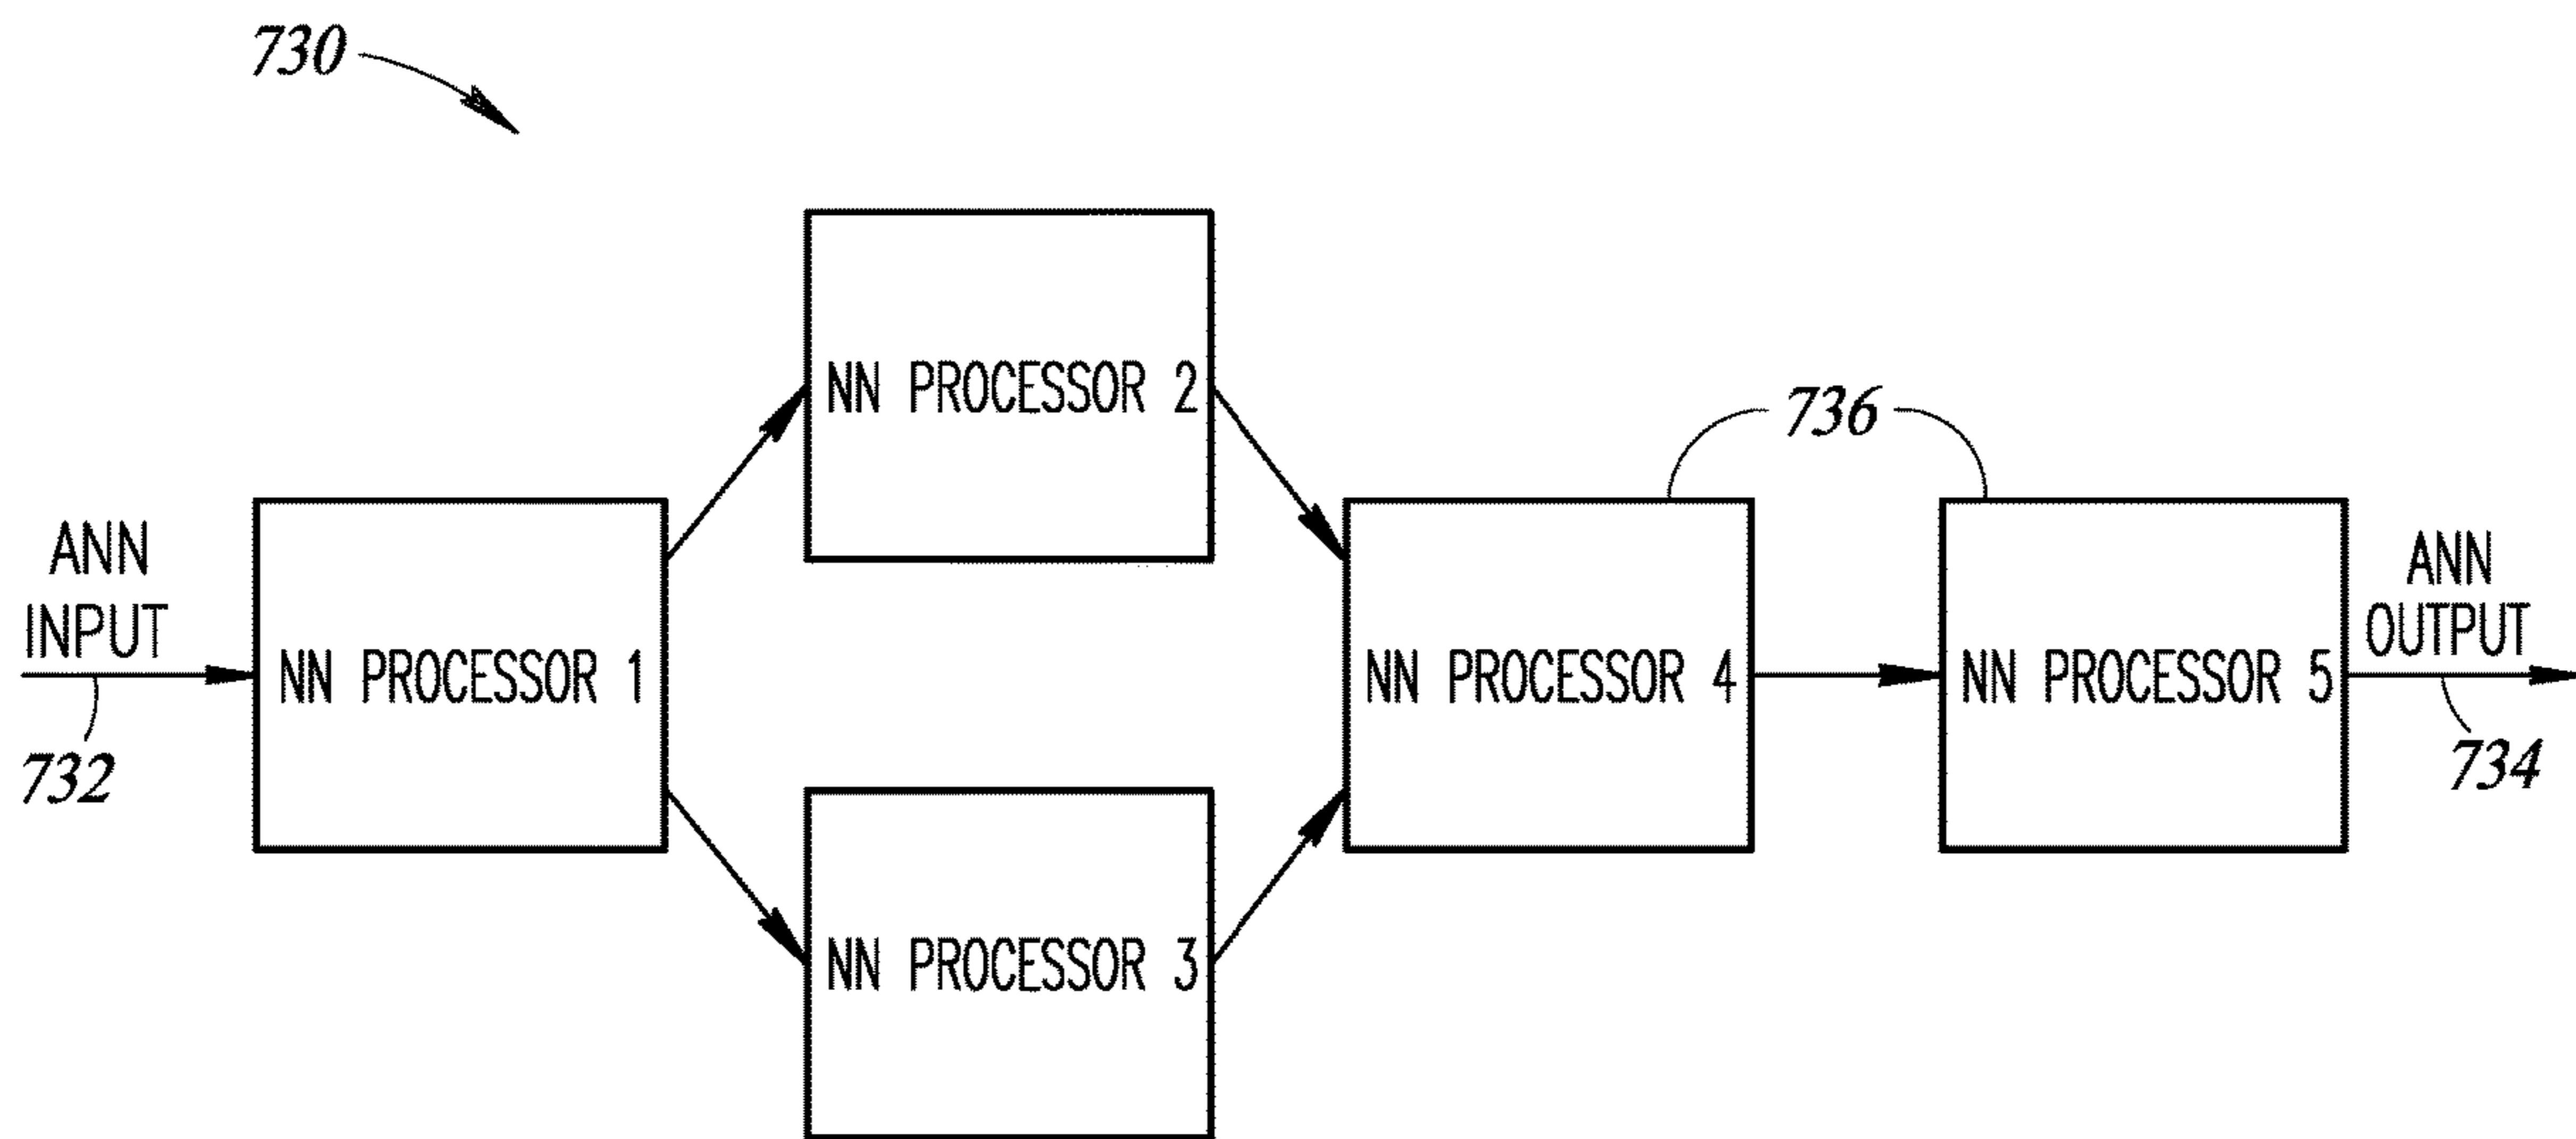 730
NN PROCESSOR 2
736
ANN
INPUT
ANN
OUTPUT
NN PROCESSOR 1
NN PROCESSOR 4
NN PROCESSOR 5
732
734
NN PROCESSOR 3